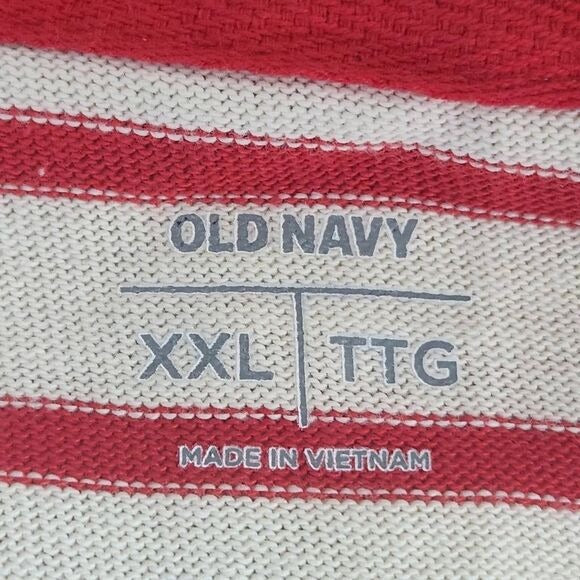 OLD NAVY
XXL | TTG
MADE IN VIETNAM